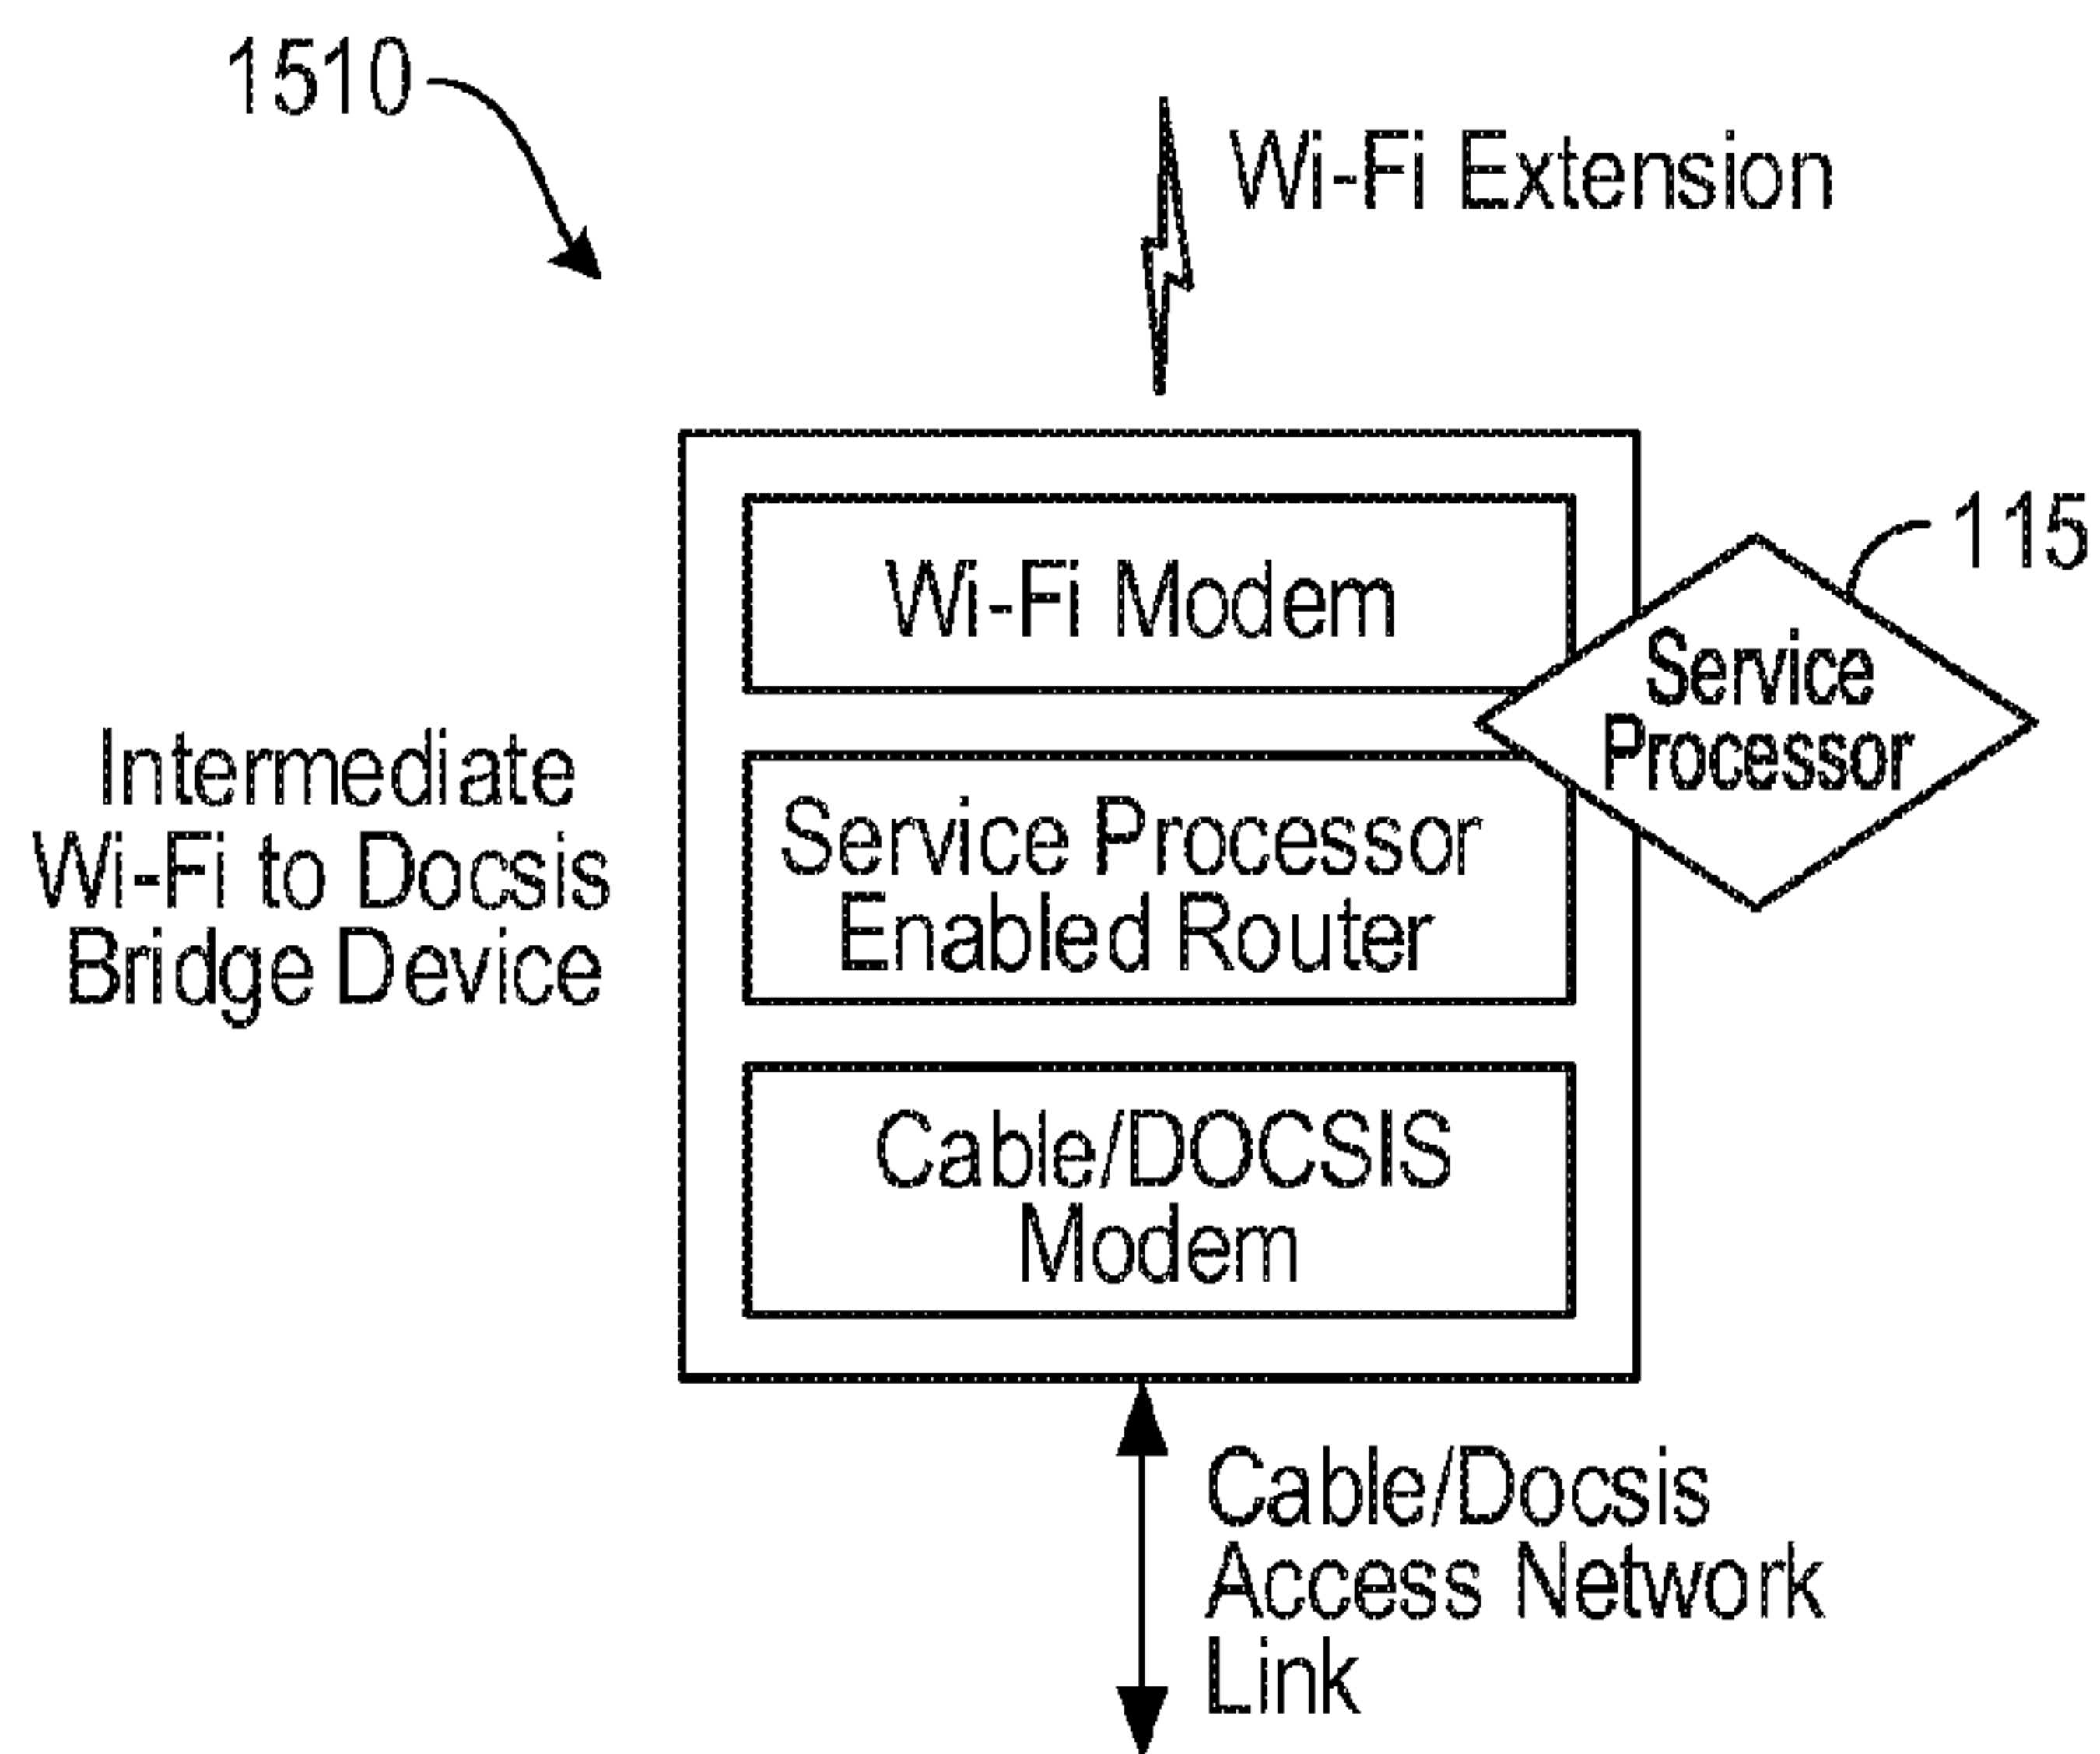 1510
Wi-Fi Extension
Wi-Fi Modem
115
Service
Processor
Intermediate
Wi-Fi to Docsis
Bridge Device
Service Processor
Enabled Router
Cable/DOCSIS
Modem
Cable/Docsis
Access Network
Link